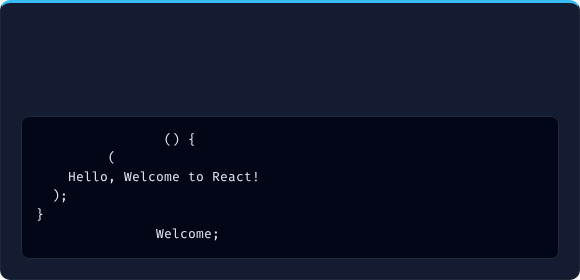 () {
(
Hello, Welcome to React!
);
}
Welcome;